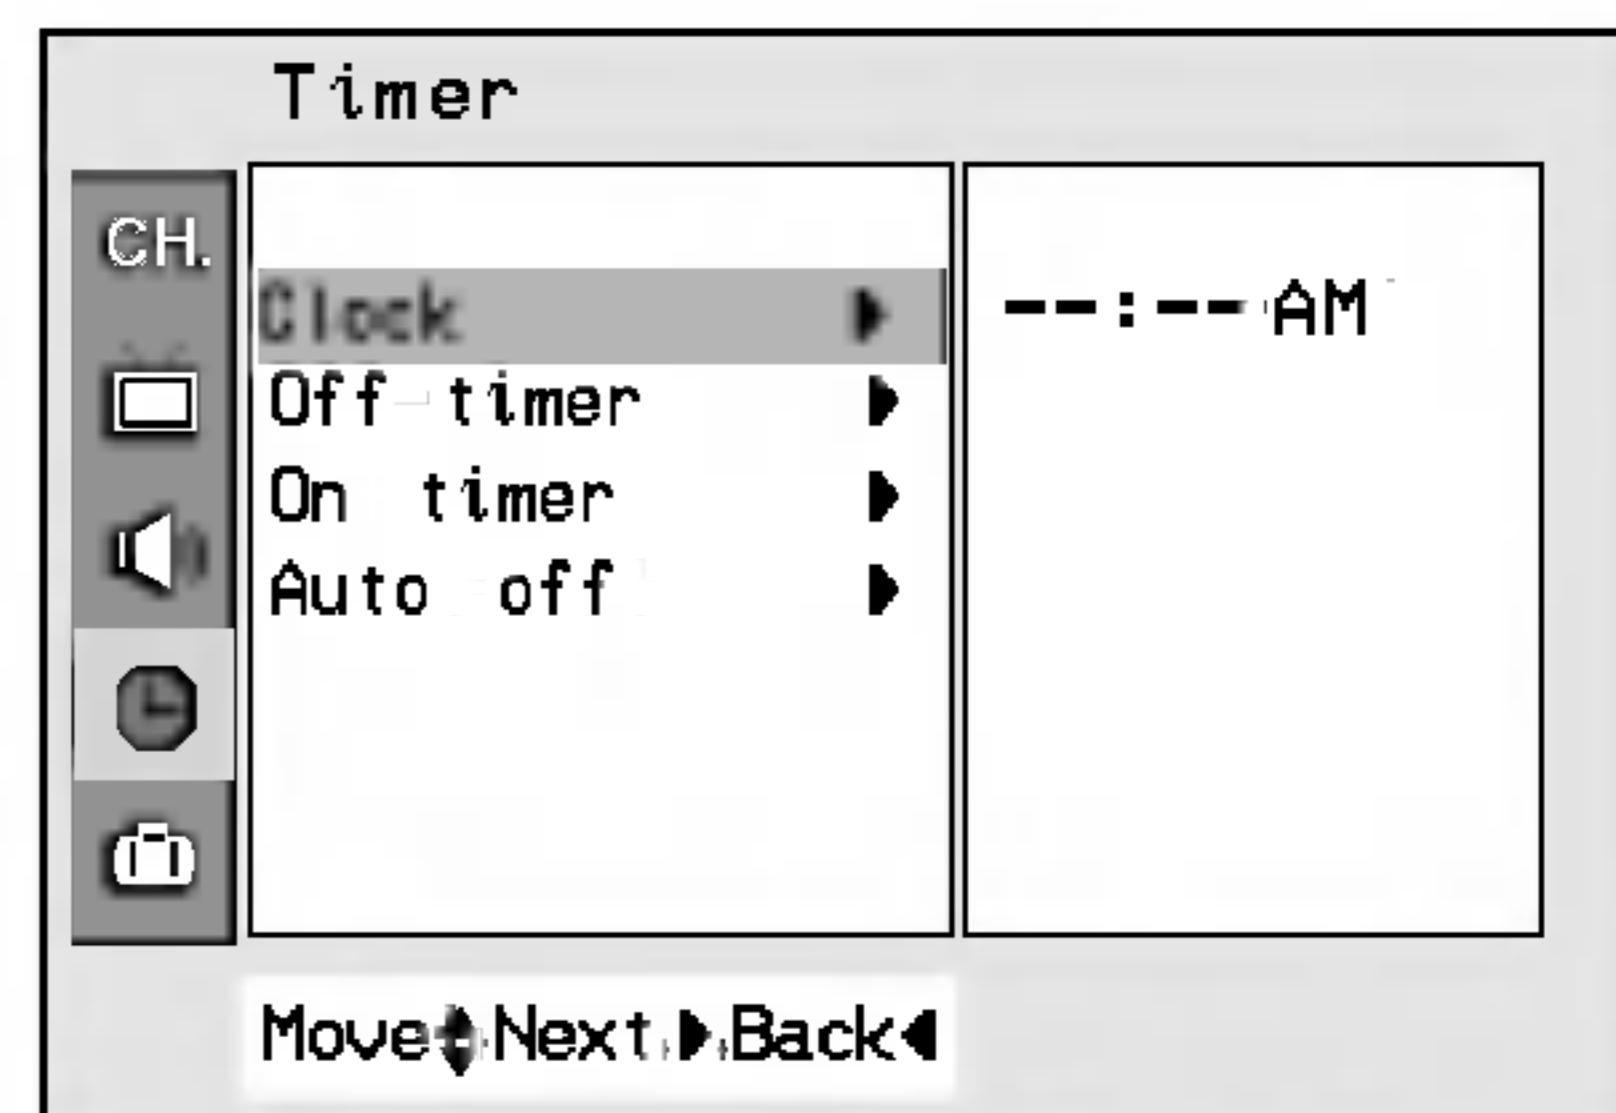 Timer
CH.
Clock ▶ --:-- AM
Off timer ▶
On timer ▶
Auto off ▶
Move Next ▶ Back ◀